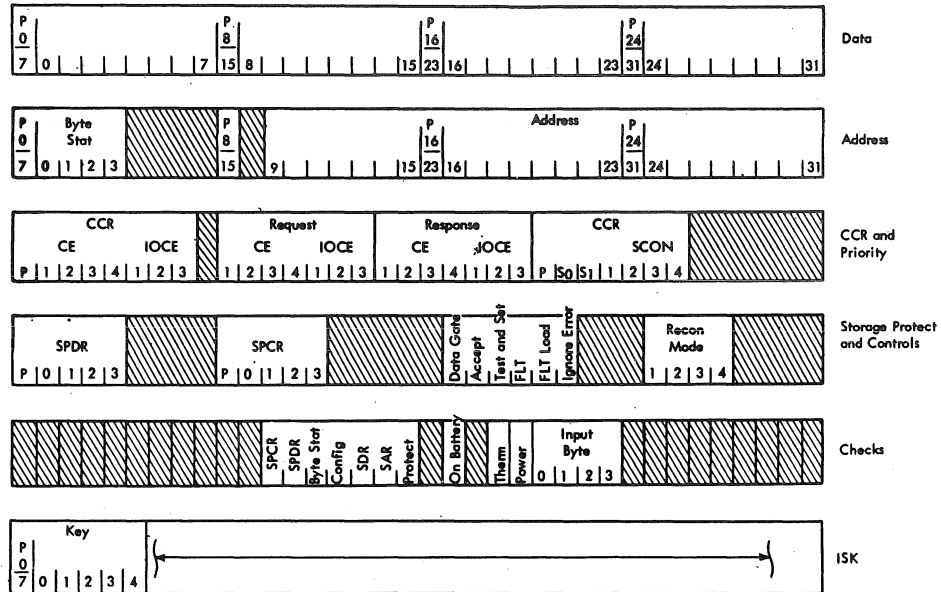 P P P P
0 8 16 24
7 0 7 15 8 15 23 16 23 31 24 31
Data
P Byte P Address P P
0 Stat 8 16 24
7 0 1 2 3 15 9 15 23 16 23 31 24 31
Address
CCR Request Response CCR
CE IOCE CE IOCE CE IOCE SCON
P 1 2 3 4 1 2 3 1 2 3 4 1 2 3 1 2 3 4 1 2 3 P S0 S1 1 2 3 4
CCR and
Priority
SPDR
P 0 1 2 3
SPCR
P 0 1 2 3
Data Gate
Accept
Test and Set
FLT
FLT Load
Ignore Error
Recon
Mode
1 2 3 4
Storage Protect
and Controls
SPCR
SPDR
Byte Stat
Config
SDR
SAR
Protect
On Battery
Therm
Power
Input
Byte
0 1 2 3
Checks
Key
P
0
7 0 1 2 3 4
ISK